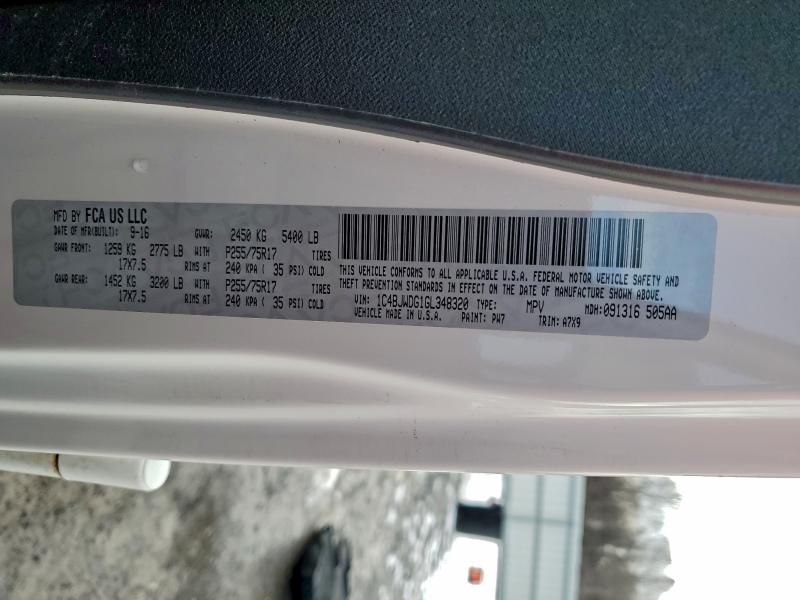 MFD BY FCA US LLC
DATE OF MFR(BUILT): 9-16 GVWR: 2450 KG 5400 LB
GAWR FRONT: 1259 KG 2775 LB WITH P255/75R17 TIRES
17X7.5 RIMS AT 240 KPA ( 35 PSI) COLD
GAWR REAR: 1452 KG 3200 LB WITH P255/75R17 TIRES
17X7.5 RIMS AT 240 KPA ( 35 PSI) COLD
THIS VEHICLE CONFORMS TO ALL APPLICABLE U.S.A. FEDERAL MOTOR VEHICLE SAFETY AND
THEFT PREVENTION STANDARDS IN EFFECT ON THE DATE OF MANUFACTURE SHOWN ABOVE.
VIN: 1C4BJWDG1GL348320 TYPE: MPV MDH:091316 505AA
VEHICLE MADE IN U.S.A. PAINT: PW7 TRIM: A7X9